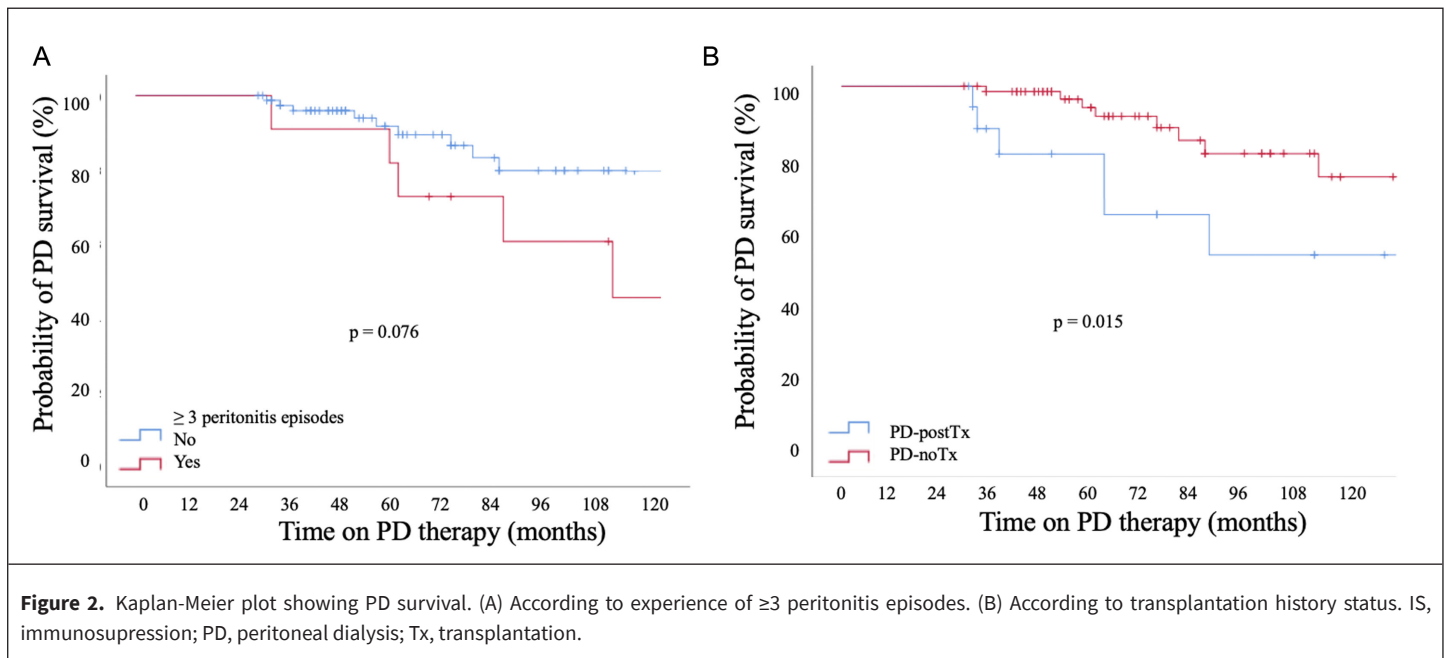 A
Probability of PD survival (%)
100
80
60
40
20
0
p = 0.076
≥ 3 peritonitis episodes
No
Yes
0 12 24 36 48 60 72 84 96 108 120
Time on PD therapy (months)
B
Probability of PD survival (%)
100
80
60
40
20
0
p = 0.015
PD-postTx
PD-noTx
0 12 24 36 48 60 72 84 96 108 120
Time on PD therapy (months)
Figure 2. Kaplan-Meier plot showing PD survival. (A) According to experience of ≥3 peritonitis episodes. (B) According to transplantation history status. IS,
immunosupression; PD, peritoneal dialysis; Tx, transplantation.